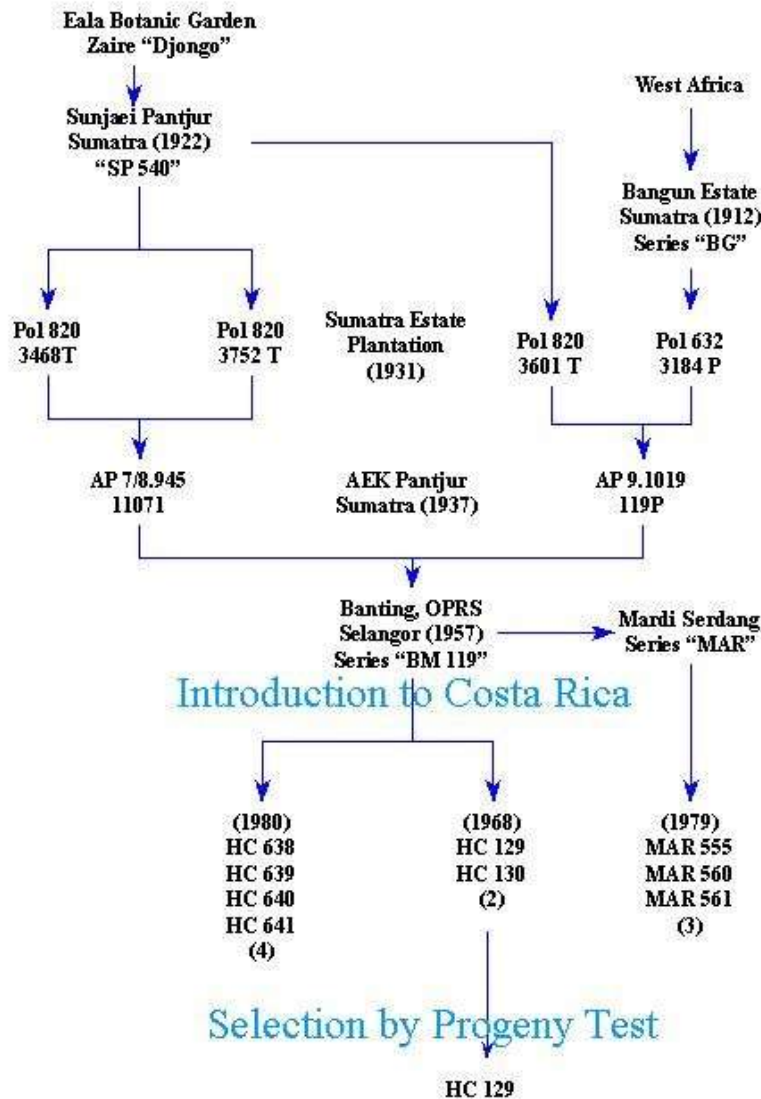 Eala Botanic Garden
Zaire “Djongo”
West Africa
Sunjaei Pantjur
Sumatra (1922)
“SP 540”
Bangun Estate
Sumatra (1912)
Series “BG”
Pol 820
3468T
Pol 820
3752 T
Sumatra Estate
Plantation
(1931)
Pol 820
3601 T
Pol 632
3184 P
AP 7/8.945
11071
AEK Pantjur
Sumatra (1937)
AP 9.1019
119P
Banting, OPRS
Selangor (1957)
Series “BM 119”
Mardi Serdang
Series “MAR”
Introduction to Costa Rica
(1980)
HC 638
HC 639
HC 640
HC 641
(4)
(1968)
HC 129
HC 130
(2)
(1979)
MAR 555
MAR 560
MAR 561
(3)
Selection by Progeny Test
HC 129